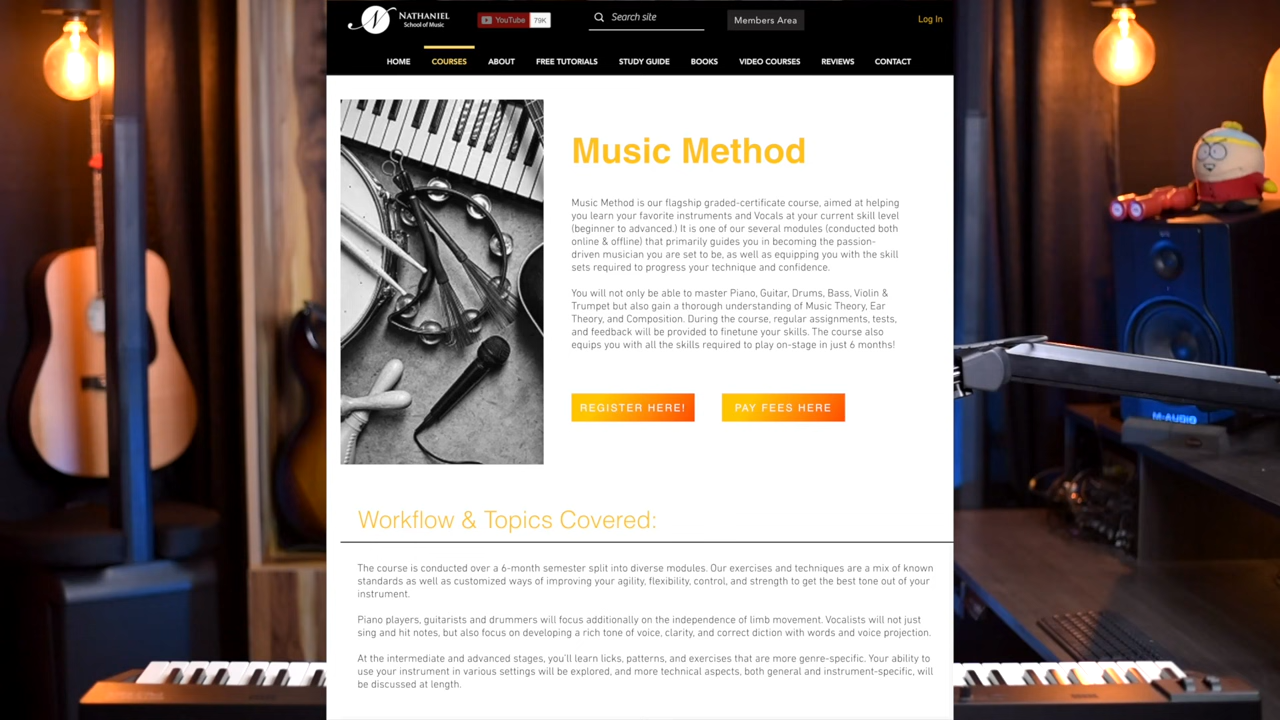 NATHANIEL
School of Music
YouTube 79K
Search site
Members Area
Log In
HOME COURSES ABOUT FREE TUTORIALS STUDY GUIDE BOOKS VIDEO COURSES REVIEWS CONTACT
Music Method
Music Method is our flagship graded-certificate course, aimed at helping
you learn your favorite instruments and Vocals at your current skill level
(beginner to advanced.) It is one of our several modules (conducted both
online & offline) that primarily guides you in becoming the passion-
driven musician you are set to be, as well as equipping you with the skill
sets required to progress your technique and confidence.
You will not only be able to master Piano, Guitar, Drums, Bass, Violin &
Trumpet but also gain a thorough understanding of Music Theory, Ear
Theory, and Composition. During the course, regular assignments, tests,
and feedback will be provided to finetune your skills. The course also
equips you with all the skills required to play on-stage in just 6 months!
REGISTER HERE! PAY FEES HERE
M-AUDIO
Workflow & Topics Covered:
The course is conducted over a 6-month semester split into diverse modules. Our exercises and techniques are a mix of known
standards as well as customized ways of improving your agility, flexibility, control, and strength to get the best tone out of your
instrument.
Piano players, guitarists and drummers will focus additionally on the independence of limb movement. Vocalists will not just
sing and hit notes, but also focus on developing a rich tone of voice, clarity, and correct diction with words and voice projection.
At the intermediate and advanced stages, you'll learn licks, patterns, and exercises that are more genre-specific. Your ability to
use your instrument in various settings will be explored, and more technical aspects, both general and instrument-specific, will
be discussed at length.